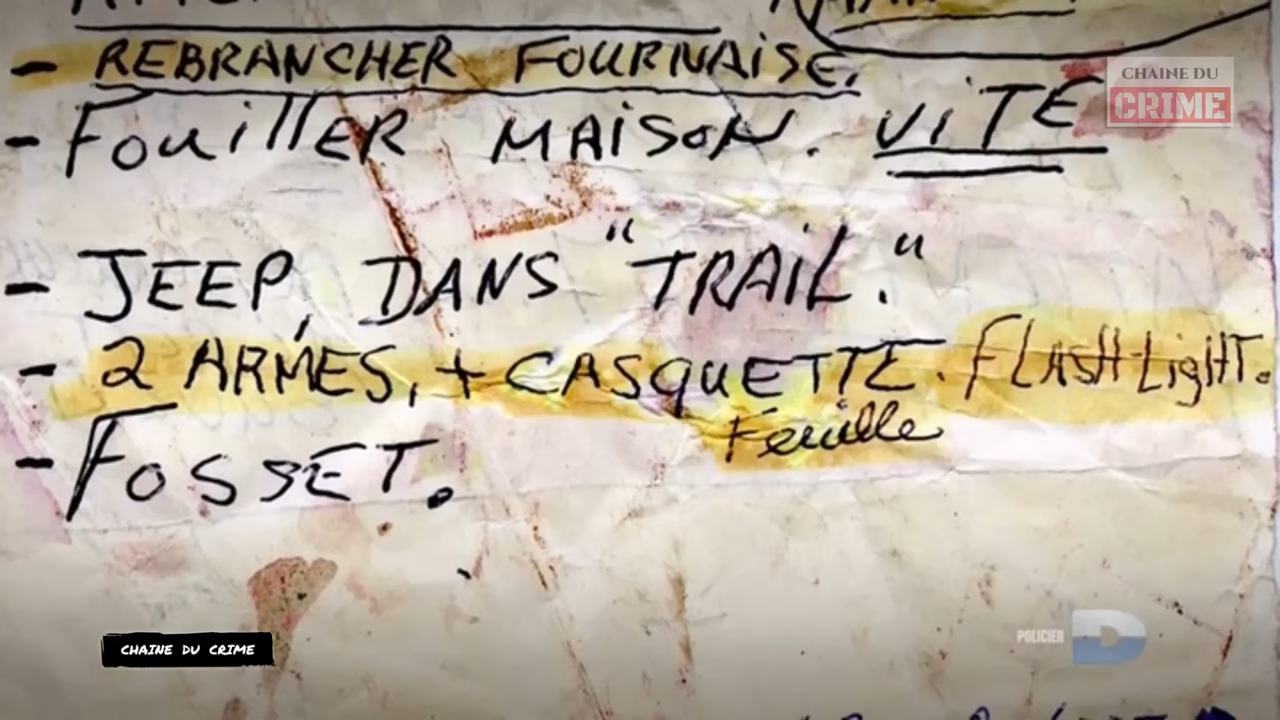 - REBRANCHER FOURNAISE.
- FOUILLER MAISON. VITE
CHAINE DU
CRIME
- JEEP, DANS "TRAIL."
- 2 ARMES, + CASQUETTE. FLASH-LIGHT.
Feuille
- FOSSET.
CHAINE DU CRIME
POLICIER D